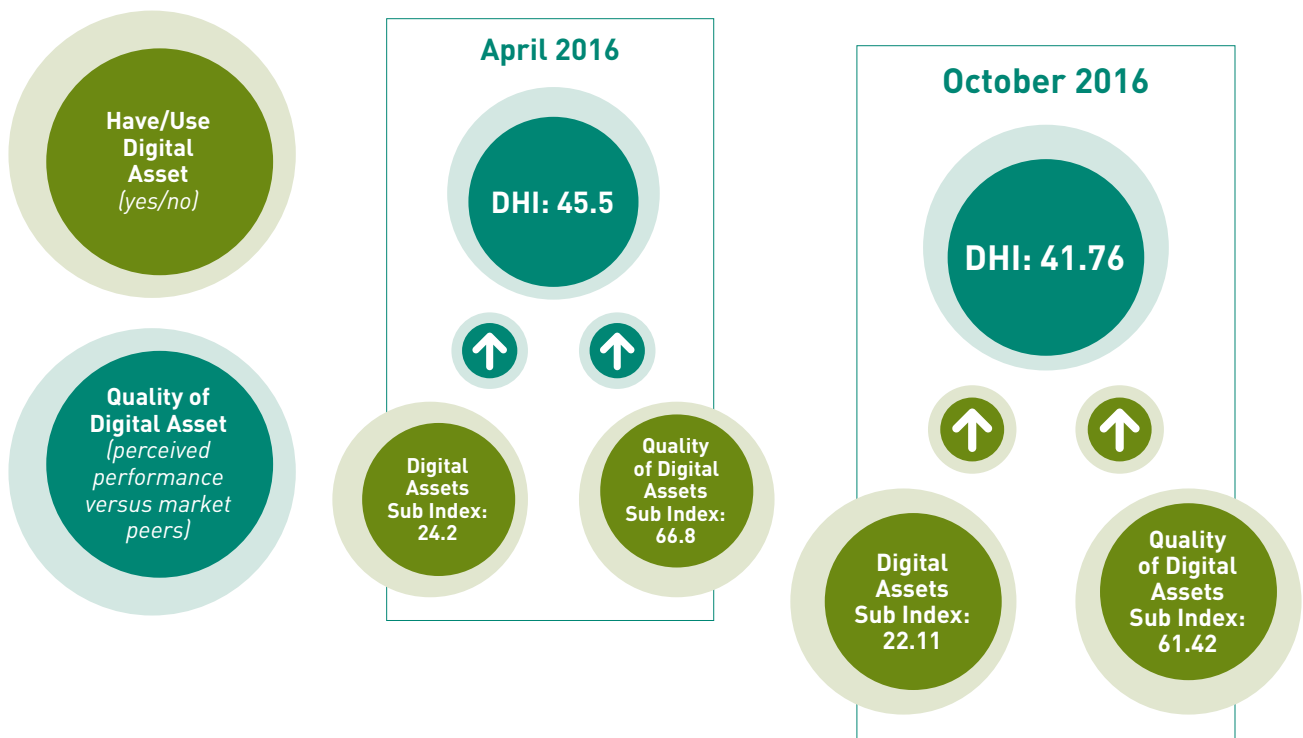 Have/Use
Digital
Asset
(yes/no)
Quality of
Digital Asset
(perceived
performance
versus market
peers)
April 2016
DHI: 45.5
Digital
Assets
Sub Index:
24.2
Quality
of Digital
Assets
Sub Index:
66.8
October 2016
DHI: 41.76
Digital
Assets
Sub Index:
22.11
Quality
of Digital
Assets
Sub Index:
61.42